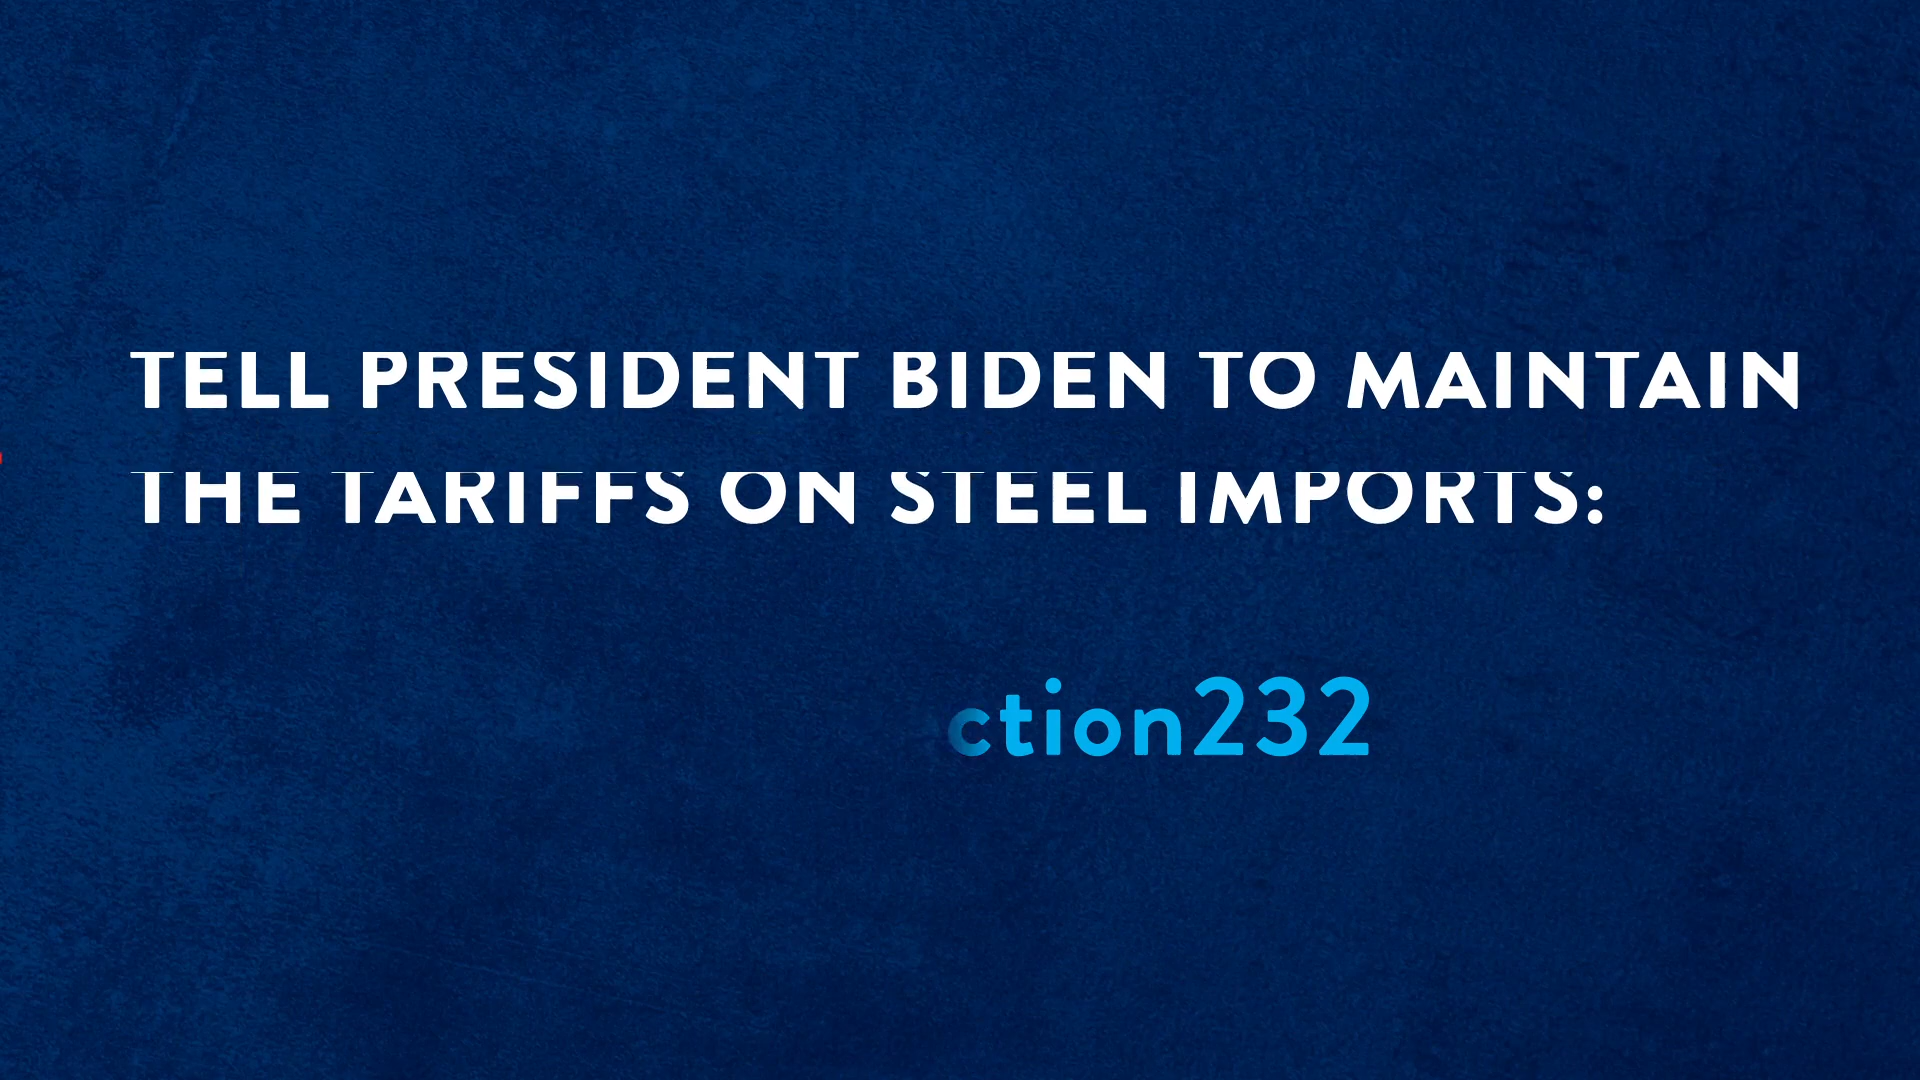 TELL PRESIDENT BIDEN TO MAINTAIN
THE TARIFFS ON STEEL IMPORTS:
ction232